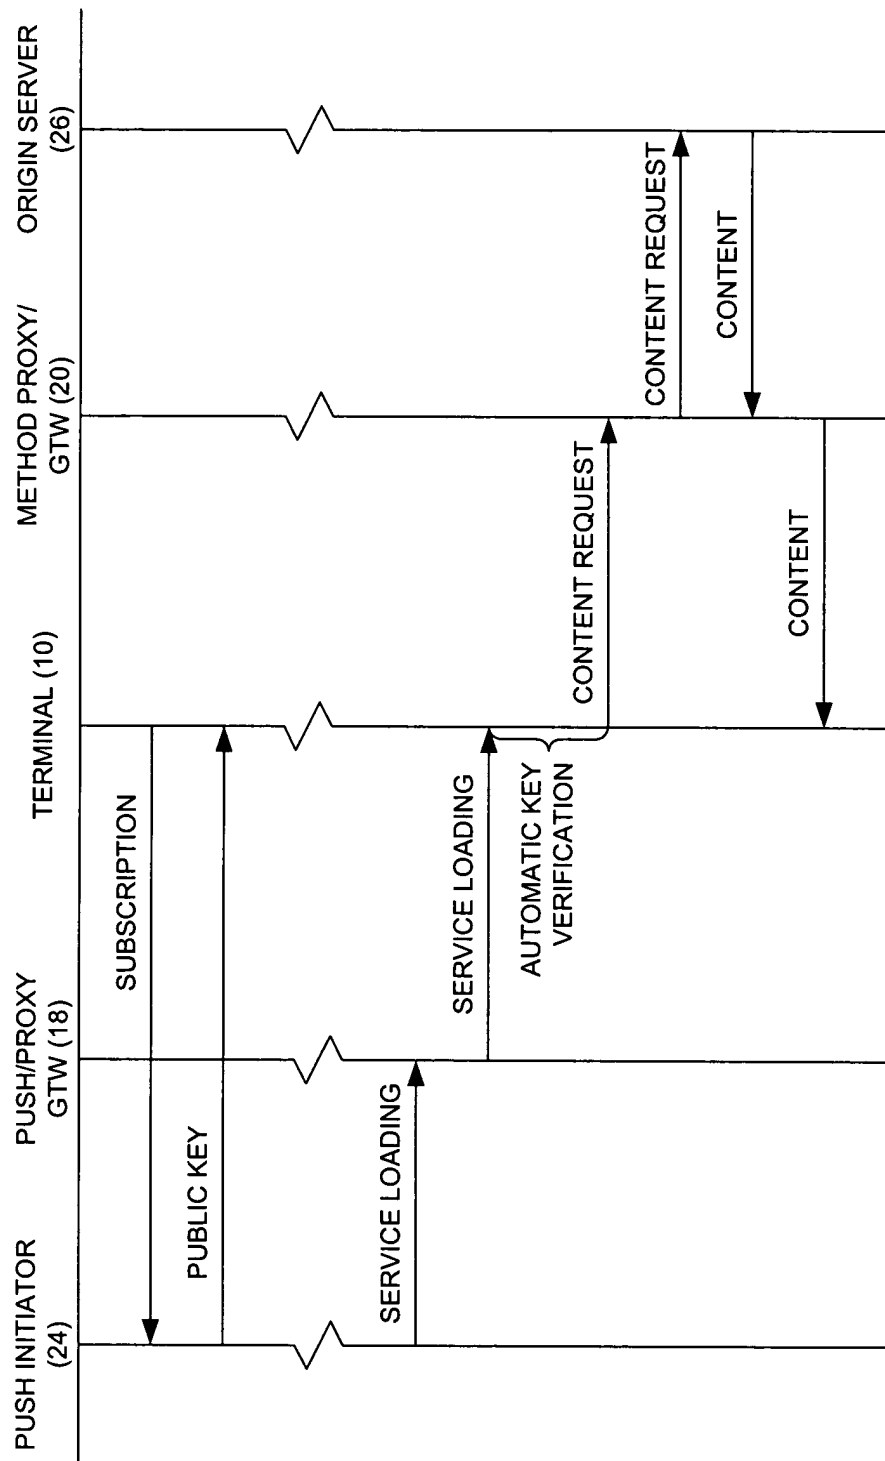 PUSH INITIATOR
(24)
PUSH/PROXY
GTW (18)
TERMINAL (10)
METHOD PROXY/
GTW (20)
ORIGIN SERVER
(26)
SUBSCRIPTION
PUBLIC KEY
SERVICE LOADING
SERVICE LOADING
AUTOMATIC KEY
VERIFICATION
CONTENT REQUEST
CONTENT REQUEST
CONTENT
CONTENT